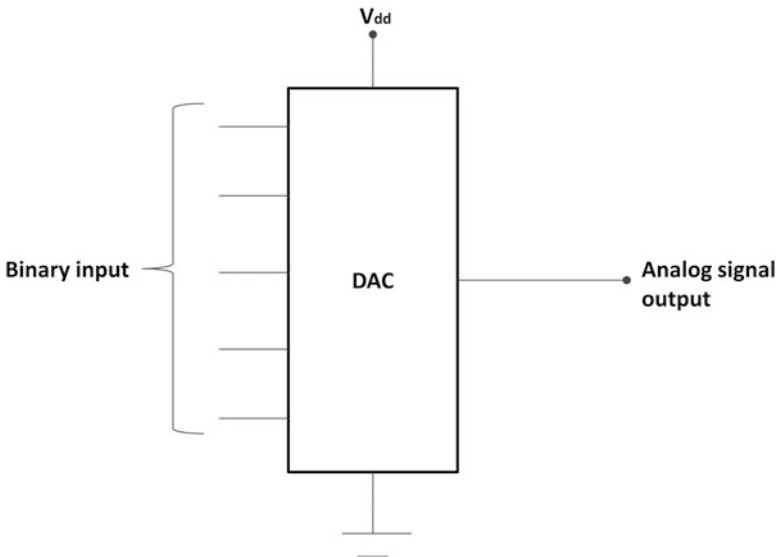 Vdd
Binary input
DAC
Analog signal
output